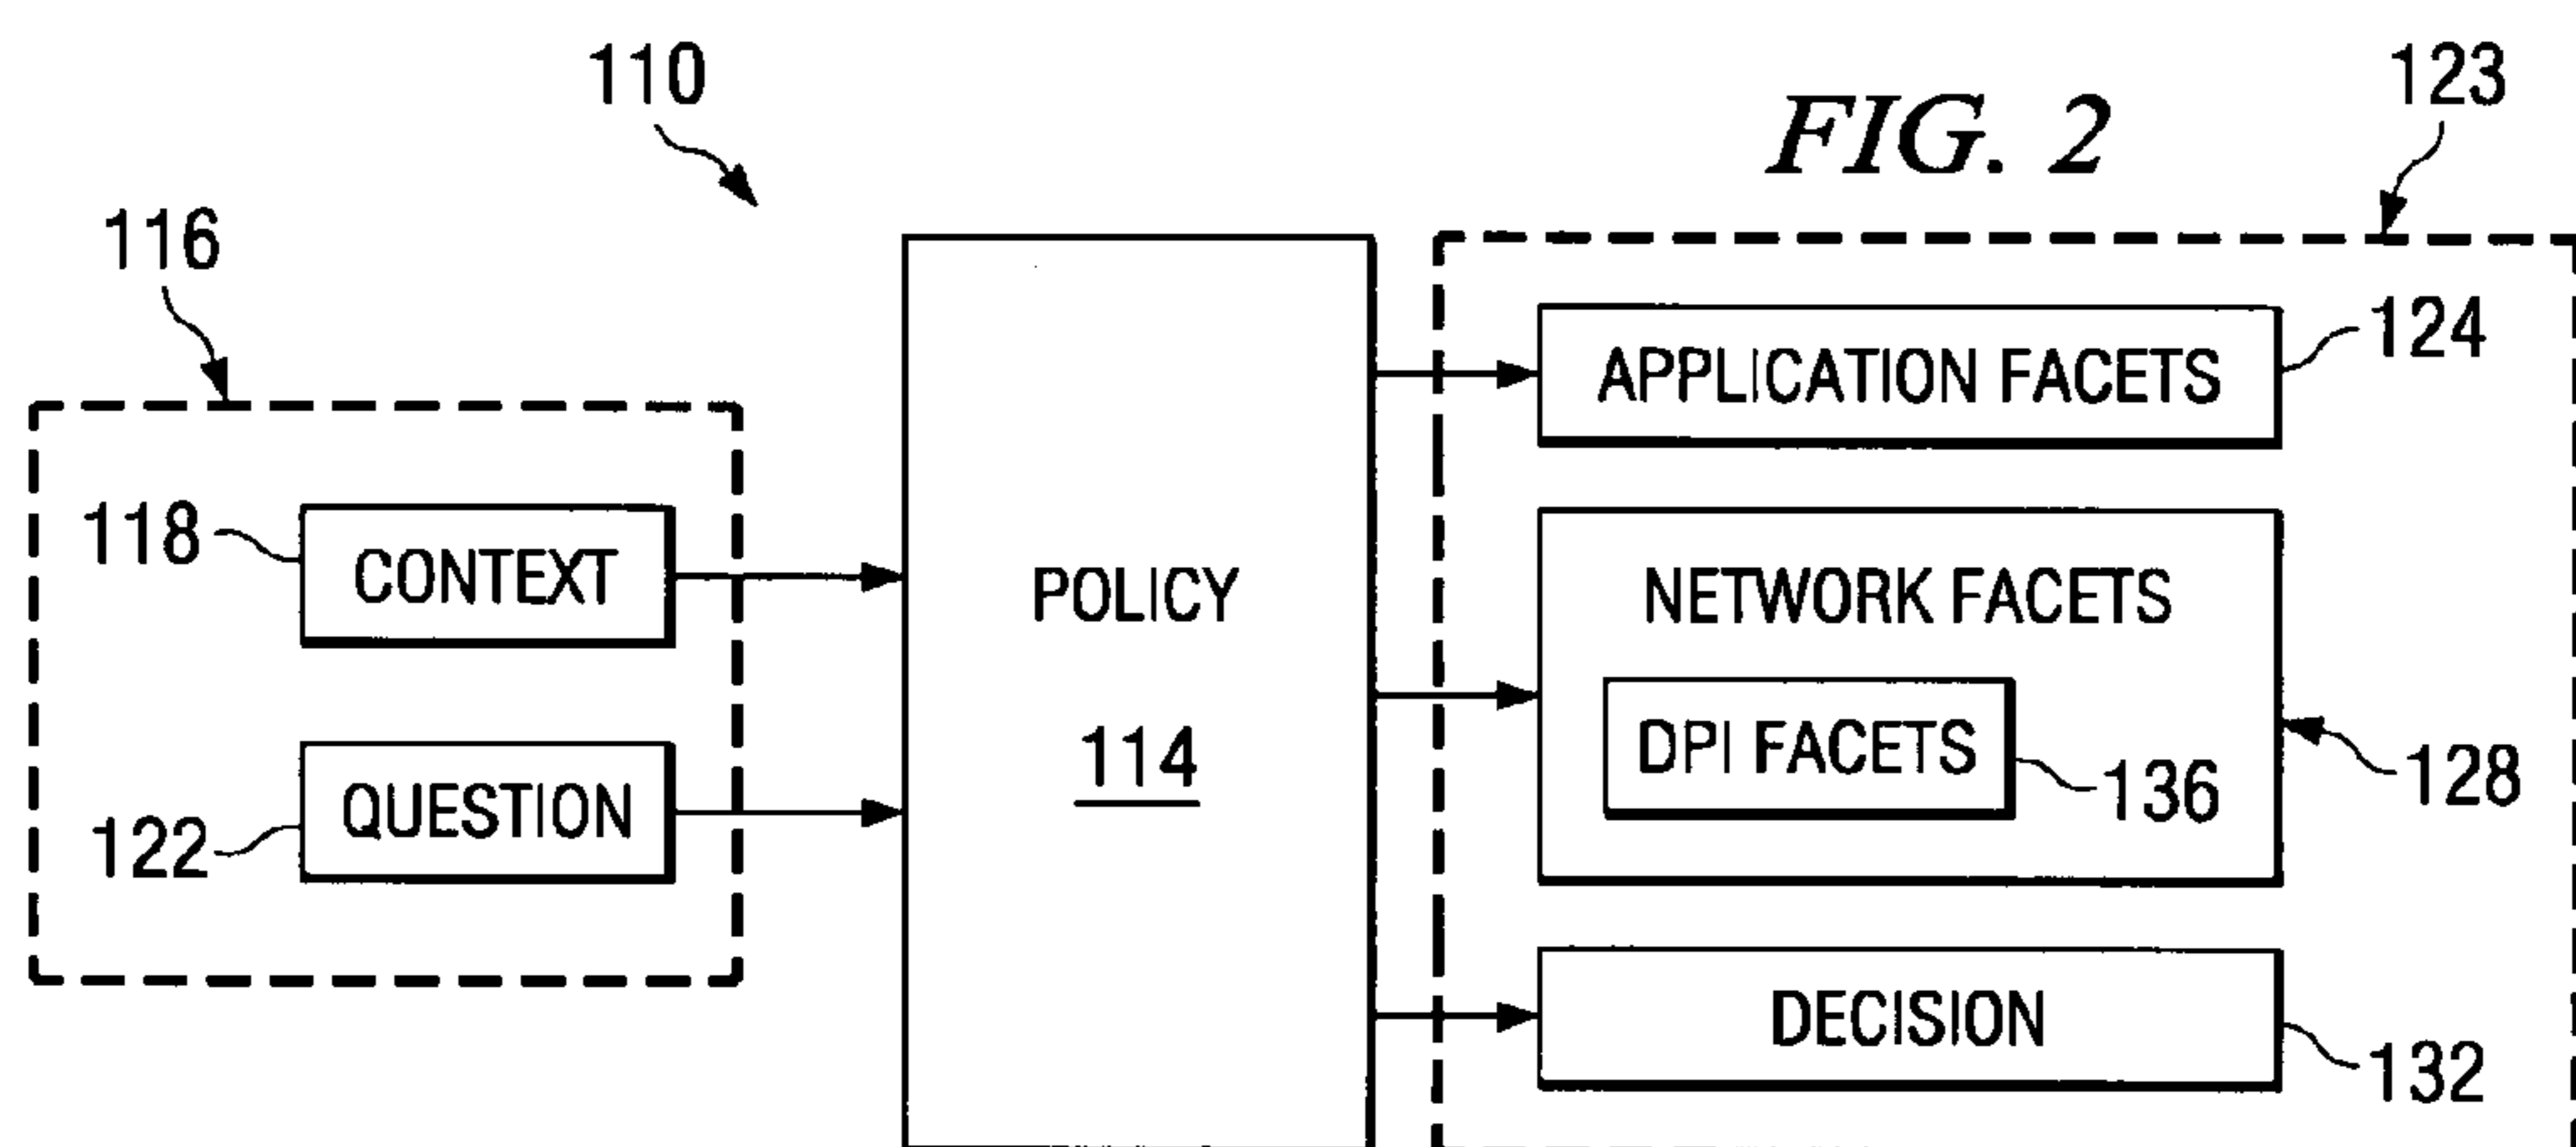 110
FIG. 2
123
116
APPLICATION FACETS
124
118
CONTEXT
POLICY
114
NETWORK FACETS
DPI FACETS
136
128
122
QUESTION
DECISION
132